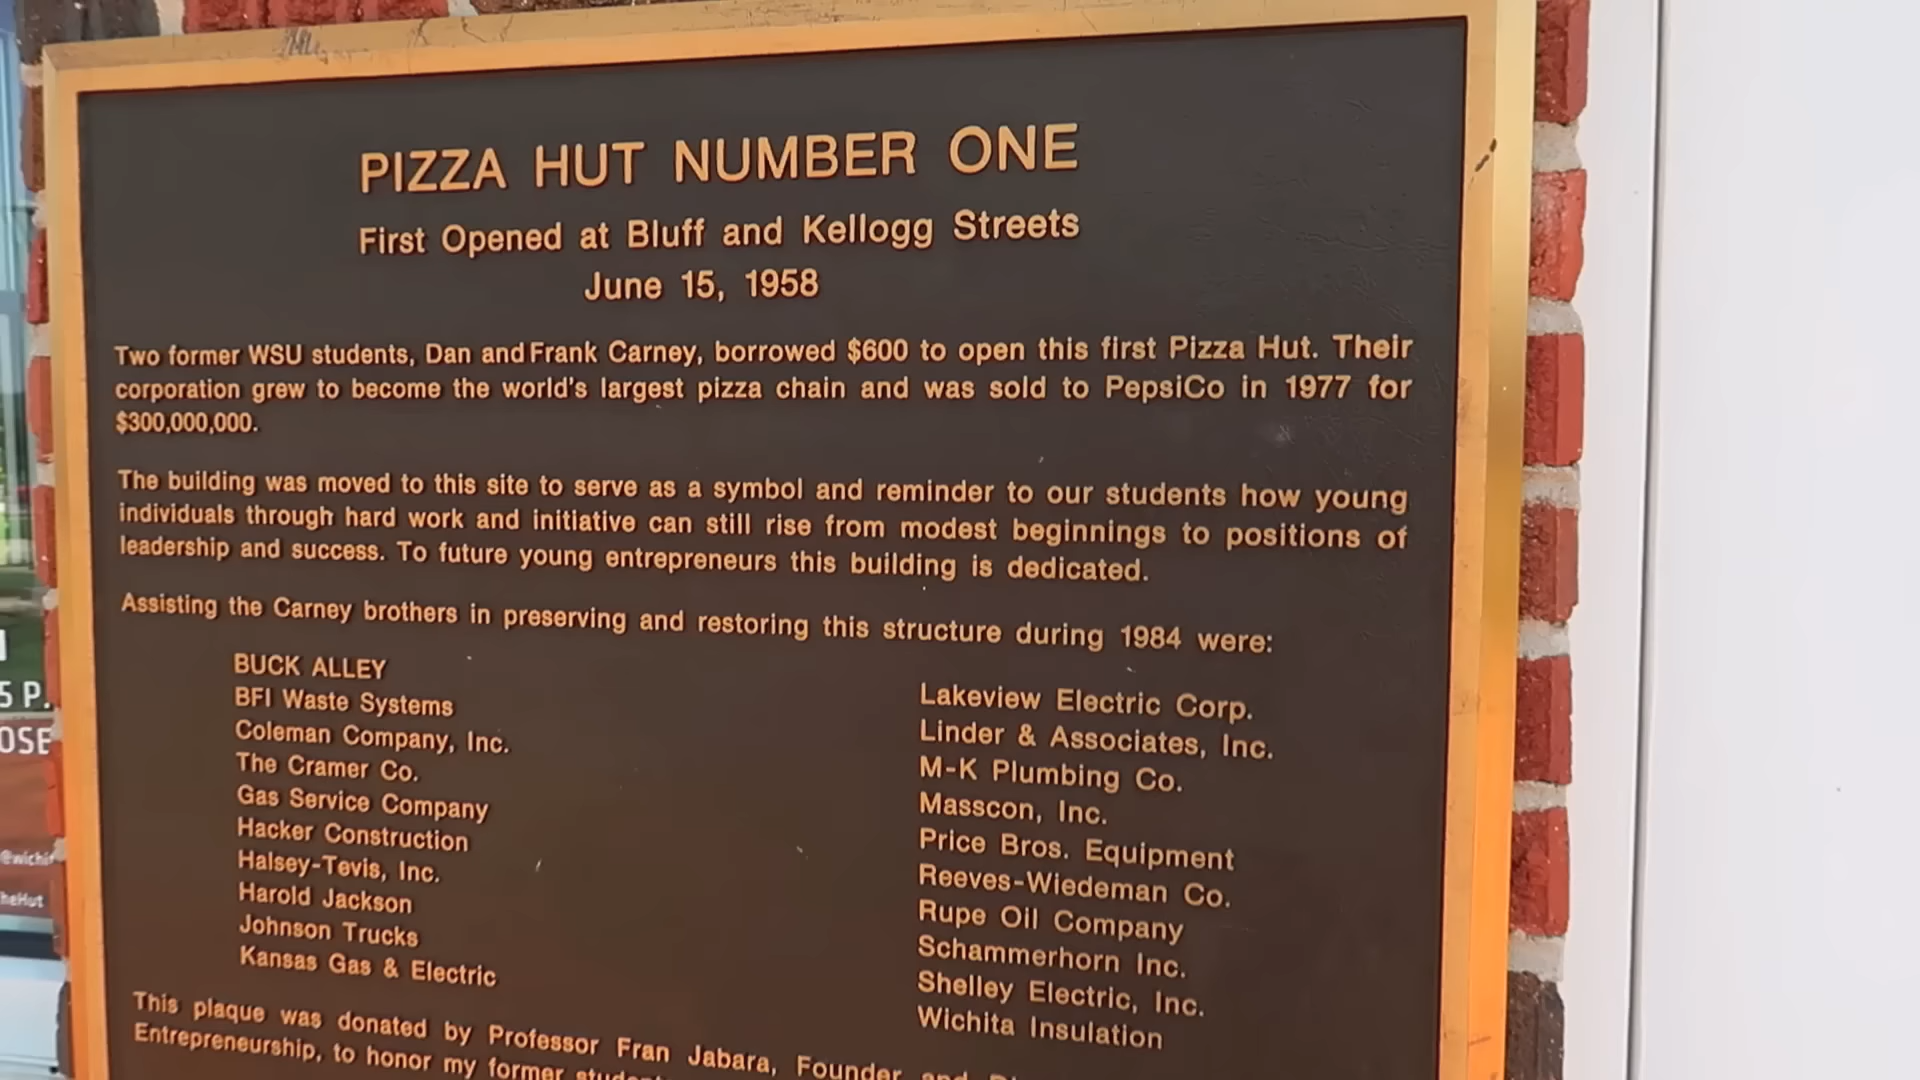 PIZZA HUT NUMBER ONE
First Opened at Bluff and Kellogg Streets
June 15, 1958
Two former WSU students, Dan and Frank Carney, borrowed $600 to open this first Pizza Hut. Their
corporation grew to become the world's largest pizza chain and was sold to PepsiCo in 1977 for
$300,000,000.
The building was moved to this site to serve as a symbol and reminder to our students how young
individuals through hard work and initiative can still rise from modest beginnings to positions of
leadership and success. To future young entrepreneurs this building is dedicated.
Assisting the Carney brothers in preserving and restoring this structure during 1984 were:
BUCK ALLEY
BFI Waste Systems
Coleman Company, Inc.
The Cramer Co.
Gas Service Company
Hacker Construction
Halsey-Tevis, Inc.
Harold Jackson
Johnson Trucks
Kansas Gas & Electric
Lakeview Electric Corp.
Linder & Associates, Inc.
M-K Plumbing Co.
Masscon, Inc.
Price Bros. Equipment
Reeves-Wiedeman Co.
Rupe Oil Company
Schammerhorn Inc.
Shelley Electric, Inc.
Wichita Insulation
This plaque was donated by Professor Fran Jabara, Founder and
Entrepreneurship, to honor my former
5 P.